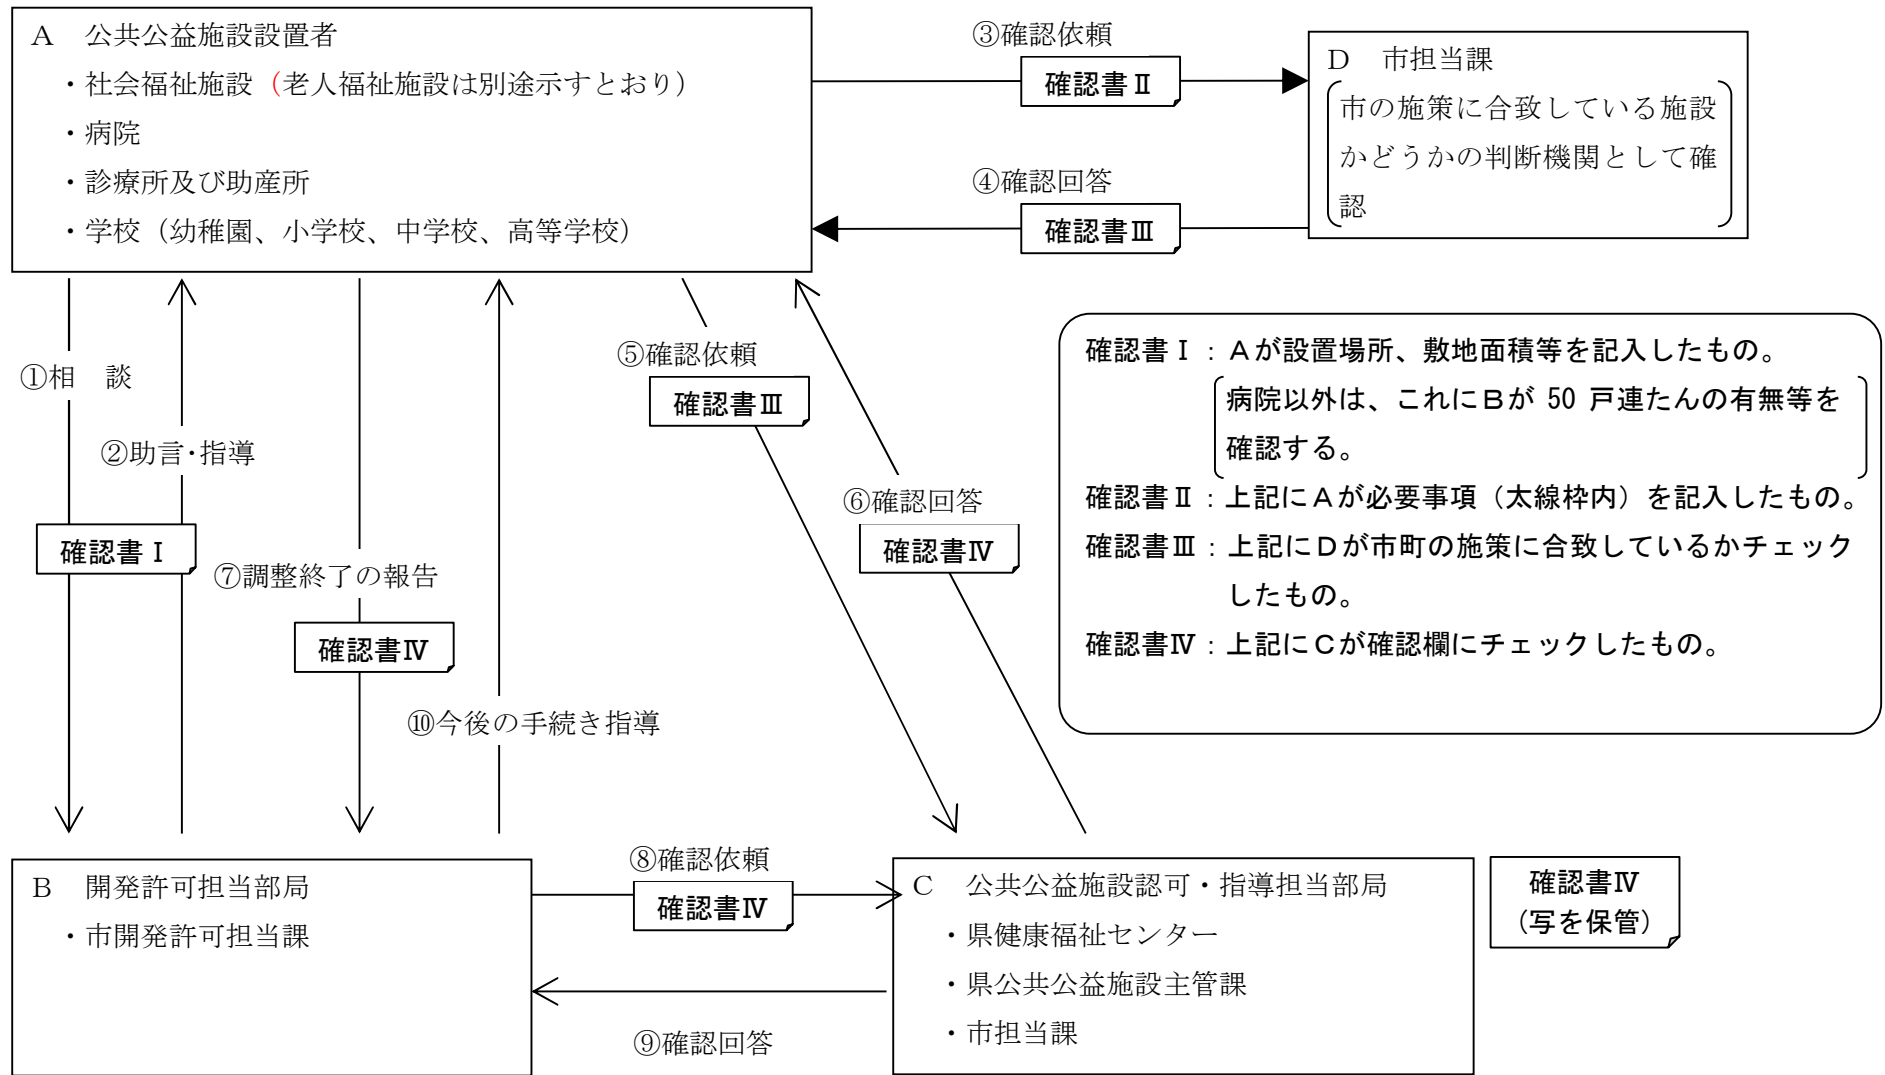 A　公共公益施設設置者
・社会福祉施設（老人福祉施設は別途示すとおり）
・病院
・診療所及び助産所
・学校（幼稚園、小学校、中学校、高等学校）
③確認依頼
確認書Ⅱ
④確認回答
確認書Ⅲ
D　市担当課
市の施策に合致している施設
かどうかの判断機関として確
認
①相　談
②助言・指導
確認書Ⅰ
⑦調整終了の報告
確認書Ⅳ
⑩今後の手続き指導
⑤確認依頼
確認書Ⅲ
⑥確認回答
確認書Ⅳ
確認書Ⅰ：Aが設置場所、敷地面積等を記入したもの。
病院以外は、これにBが 50 戸連たんの有無等を
確認する。
確認書Ⅱ：上記にAが必要事項（太線枠内）を記入したもの。
確認書Ⅲ：上記にDが市町の施策に合致しているかチェック
したもの。
確認書Ⅳ：上記にCが確認欄にチェックしたもの。
B　開発許可担当部局
・市開発許可担当課
⑧確認依頼
確認書Ⅳ
⑨確認回答
C　公共公益施設認可・指導担当部局
・県健康福祉センター
・県公共公益施設主管課
・市担当課
確認書Ⅳ
（写を保管）